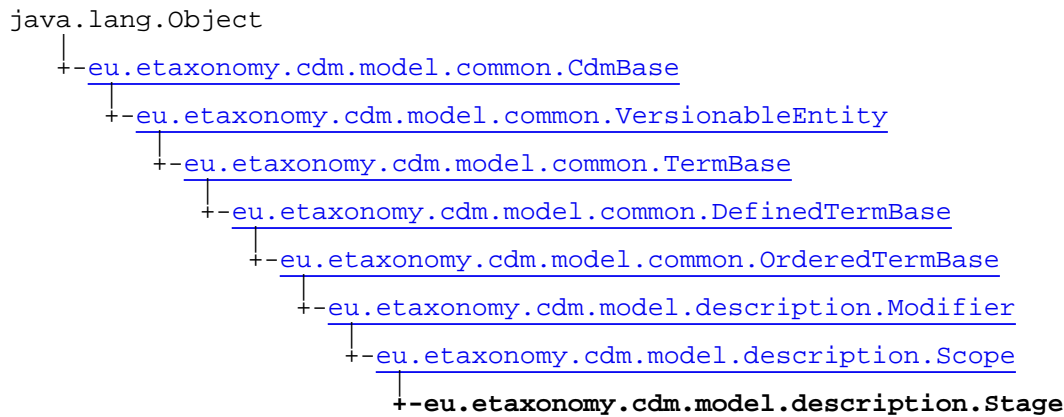 java.lang.Object
+-eu.etaxonomy.cdm.model.common.CdmBase
+-eu.etaxonomy.cdm.model.common.VersionableEntity
+-eu.etaxonomy.cdm.model.common.TermBase
+-eu.etaxonomy.cdm.model.common.DefinedTermBase
+-eu.etaxonomy.cdm.model.common.OrderedTermBase
+-eu.etaxonomy.cdm.model.description.Modifier
+-eu.etaxonomy.cdm.model.description.Scope
+-eu.etaxonomy.cdm.model.description.Stage